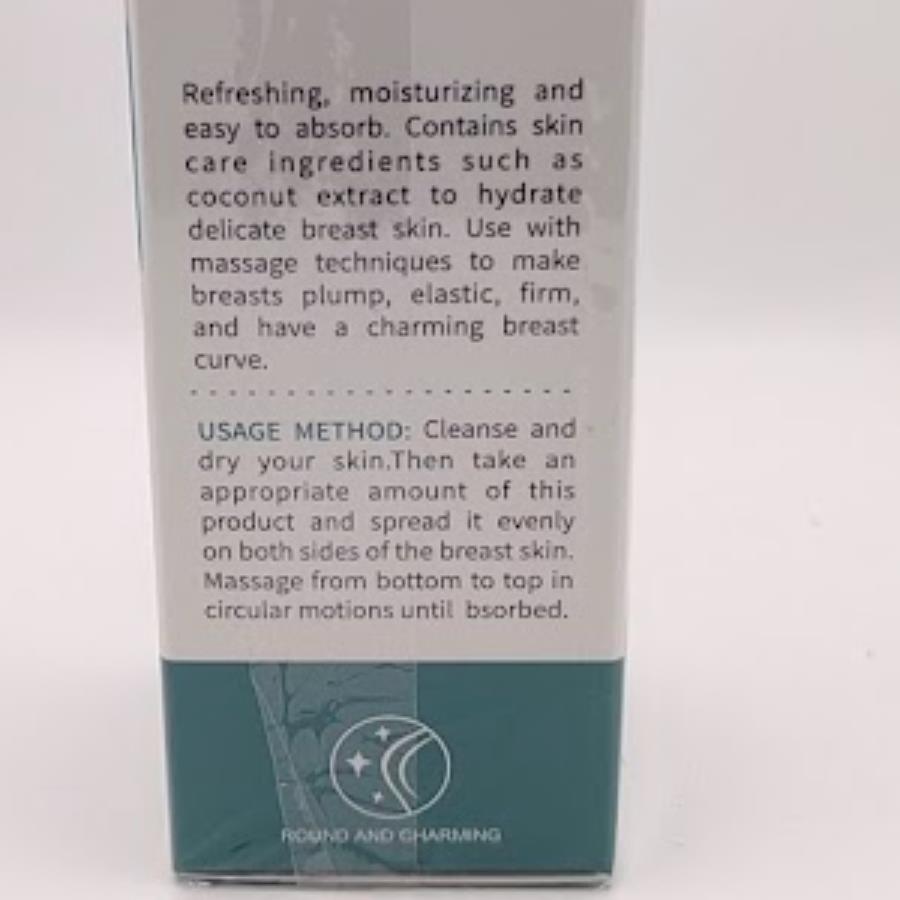 Refreshing, moisturizing and
easy to absorb. Contains skin
care ingredients such as
coconut extract to hydrate
delicate breast skin. Use with
massage techniques to make
breasts plump, elastic, firm,
and have a charming breast
curve.
USAGE METHOD: Cleanse and
dry your skin.Then take an
appropriate amount of this
product and spread it evenly
on both sides of the breast skin.
Massage from bottom to top in
circular motions until bsorbed.
ROUND AND CHARMING